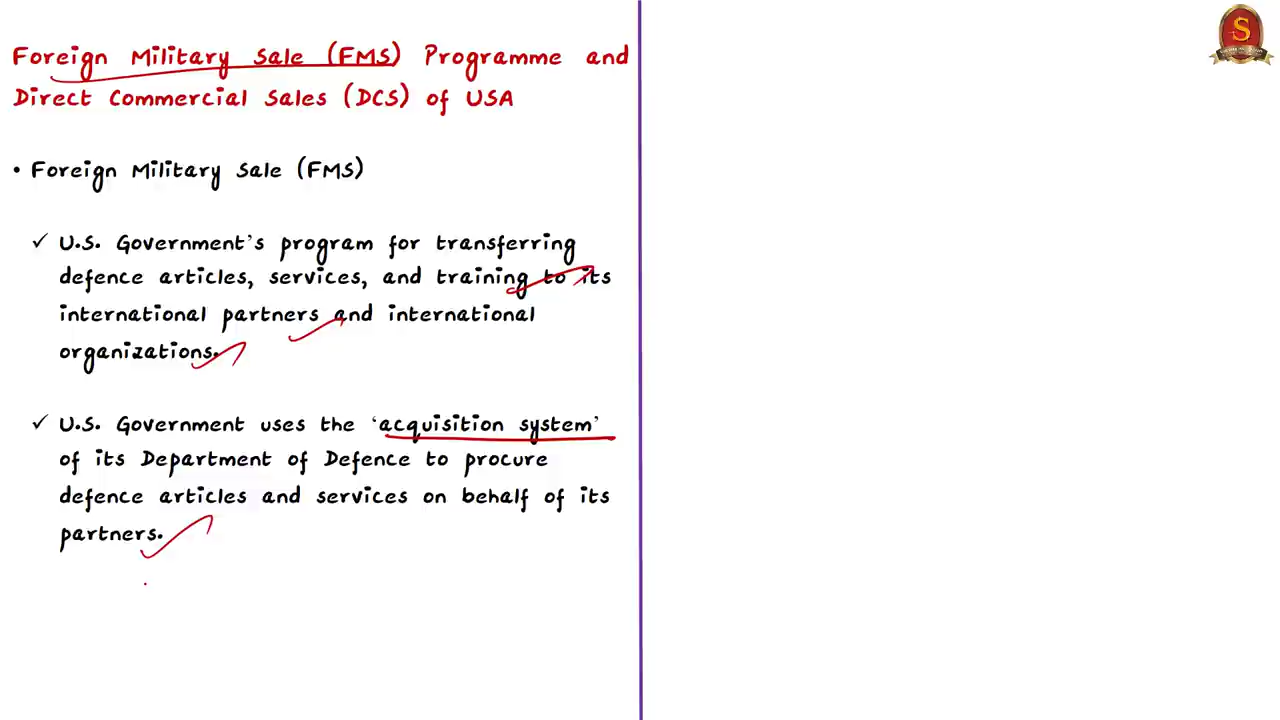 Foreign Military Sale (FMS) Programme and
Direct Commercial Sales (DCS) of USA
• Foreign Military Sale (FMS)
✓ U.S. Government's program for transferring
defence articles, services, and training to its
international partners and international
organizations.
✓ U.S. Government uses the ‘acquisition system’
of its Department of Defence to procure
defence articles and services on behalf of its
partners.
S